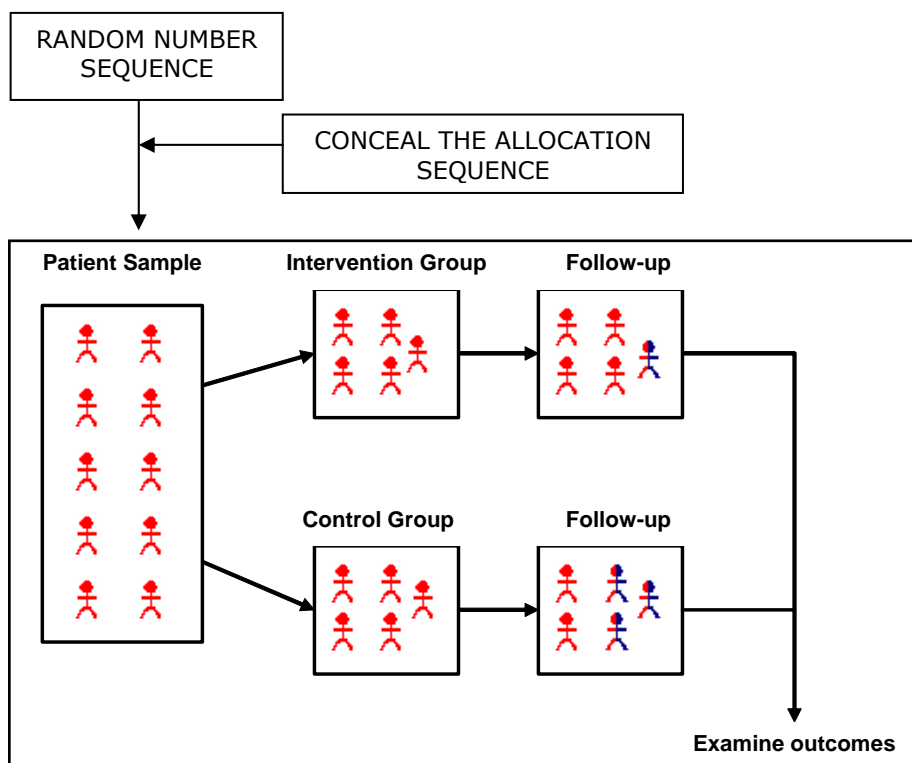 RANDOM NUMBER
SEQUENCE
CONCEAL THE ALLOCATION
SEQUENCE
Patient Sample
Intervention Group
Follow-up
Control Group
Follow-up
Examine outcomes